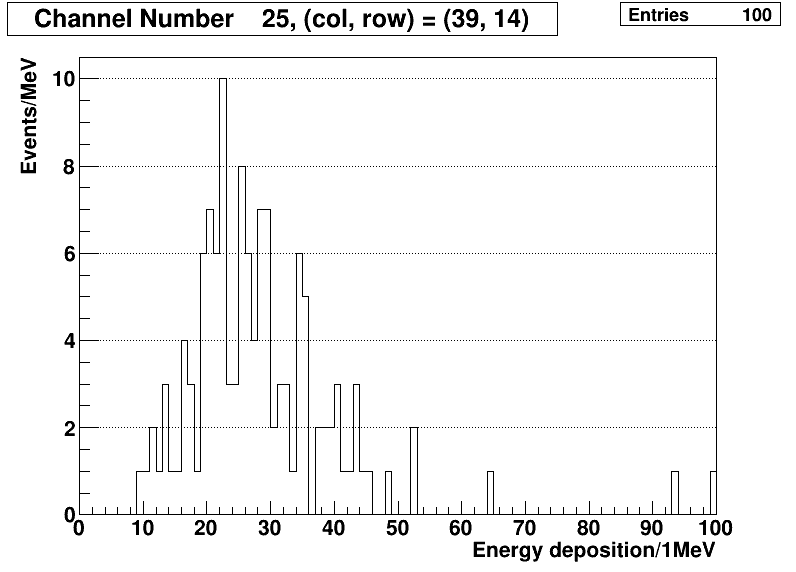 Channel Number 25, (col, row) = (39, 14)
Entries 100
Events/MeV
10
8
6
4
2
0
0 10 20 30 40 50 60 70 80 90 100
Energy deposition/1MeV